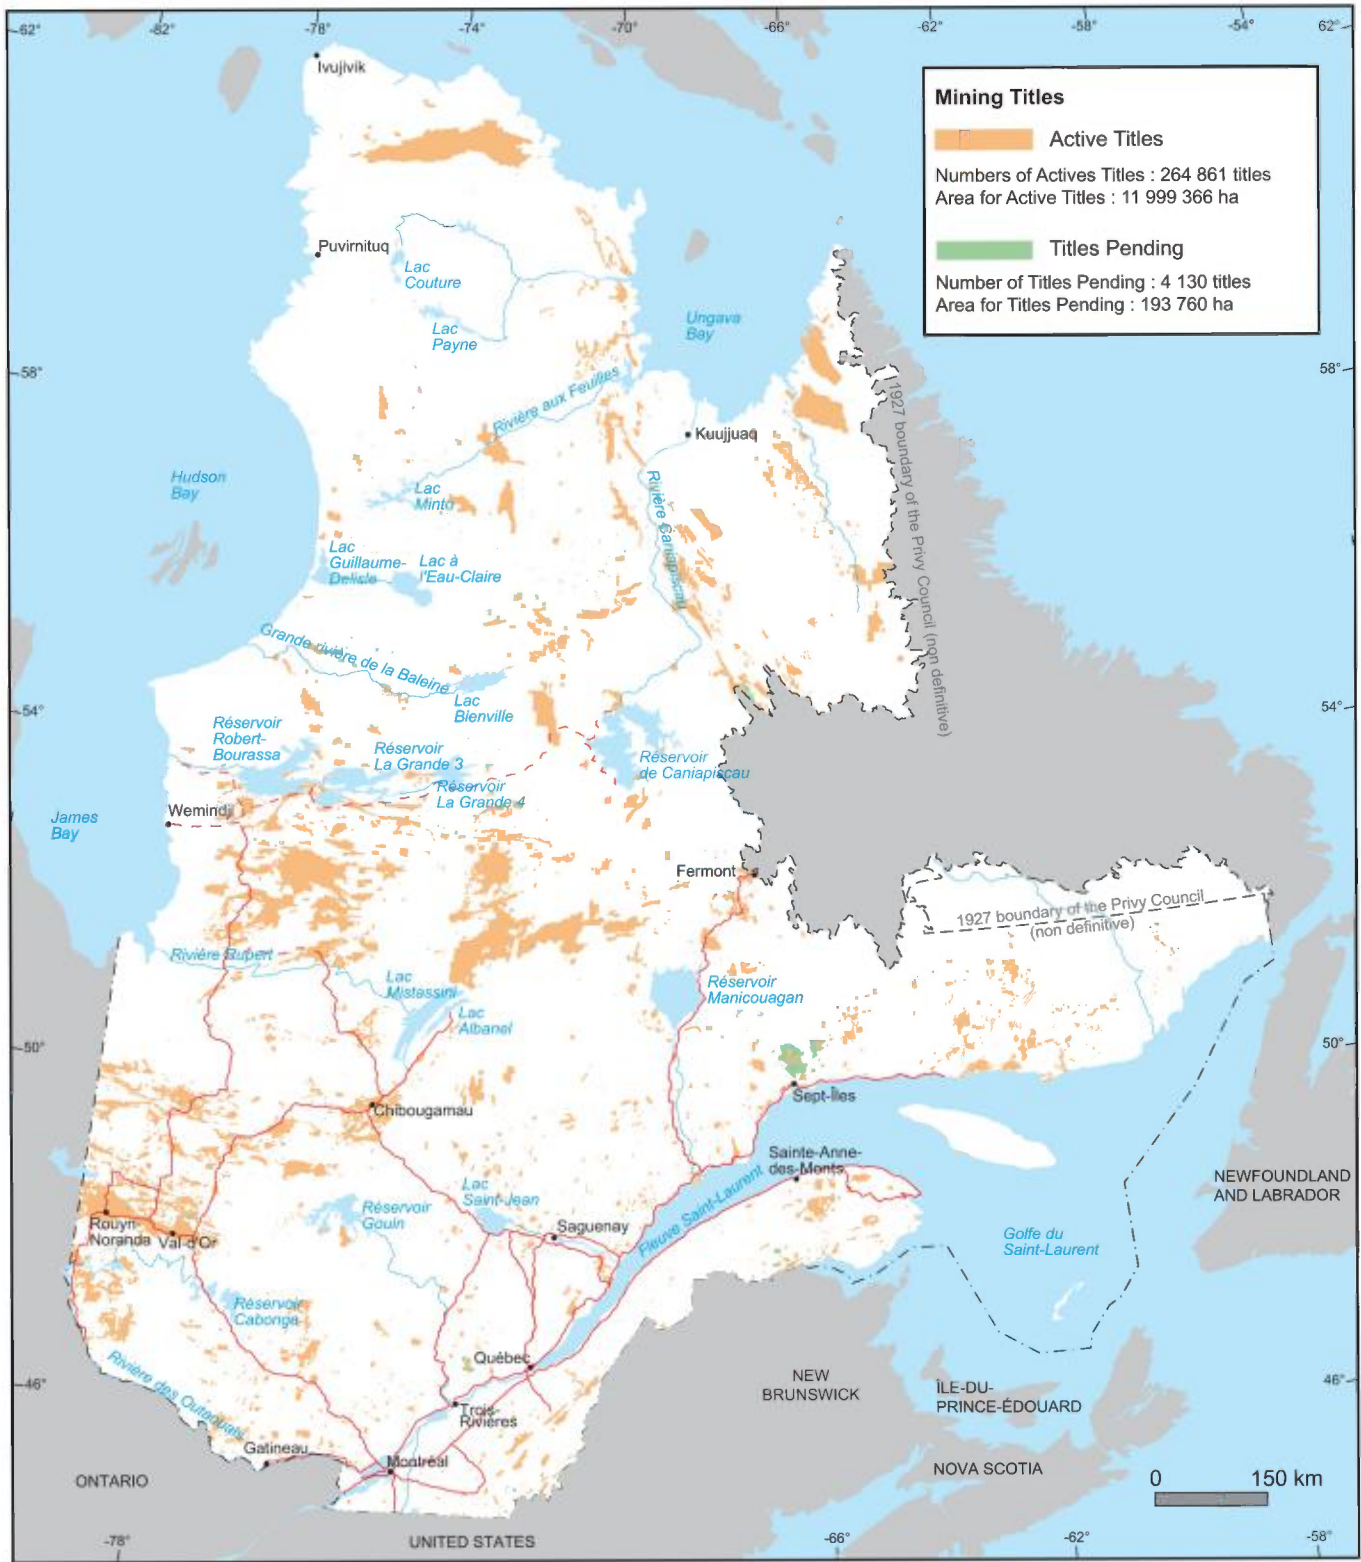 -62°
-82°
-78°
-74°
-70°
-66°
-62°
-58°
-54°
62°
Ivujivik
Mining Titles
Active Titles
Numbers of Actives Titles : 264 861 titles
Area for Active Titles : 11 999 366 ha
Titles Pending
Number of Titles Pending : 4 130 titles
Area for Titles Pending : 193 760 ha
Puvirnituq
Lac
Couture
Lac
Payne
Ungava
Bay
58°
58°
Rivière aux Feuilles
1927 boundary of the Privy Council (non definitive)
Kuujjuaq
Hudson
Bay
Lac
Minto
Rivière Caniapiscau
Lac
Guillaume-
Delisle
Lac à
l'Eau-Claire
Grande rivière de la Baleine
Lac
Bienville
54°
54°
Réservoir
Robert-
Bourassa
Réservoir
La Grande 3
Réservoir
de Caniapiscau
Réservoir
La Grande 4
Wemindji
James
Bay
Fermont
1927 boundary of the Privy Council
(non definitive)
Rivière Rupert
Lac
Mistassini
Lac
Albanel
Réservoir
Manicouagan
50°
50°
Sept-Îles
Chibougamau
Sainte-Anne-
des-Monts
NEWFOUNDLAND
AND LABRADOR
Lac
Saint-Jean
Réservoir
Gouin
Saguenay
Fleuve Saint-Laurent
Rouyn-
Noranda
Val-d'Or
Golfe du
Saint-Laurent
Réservoir
Cabonga
Rivière des Outaouais
Québec
46°
46°
NEW
BRUNSWICK
ÎLE-DU-
PRINCE-ÉDOUARD
Trois-
Rivières
Gatineau
Montréal
ONTARIO
NOVA SCOTIA
0 150 km
UNITED STATES
-78°
-66°
-62°
-58°